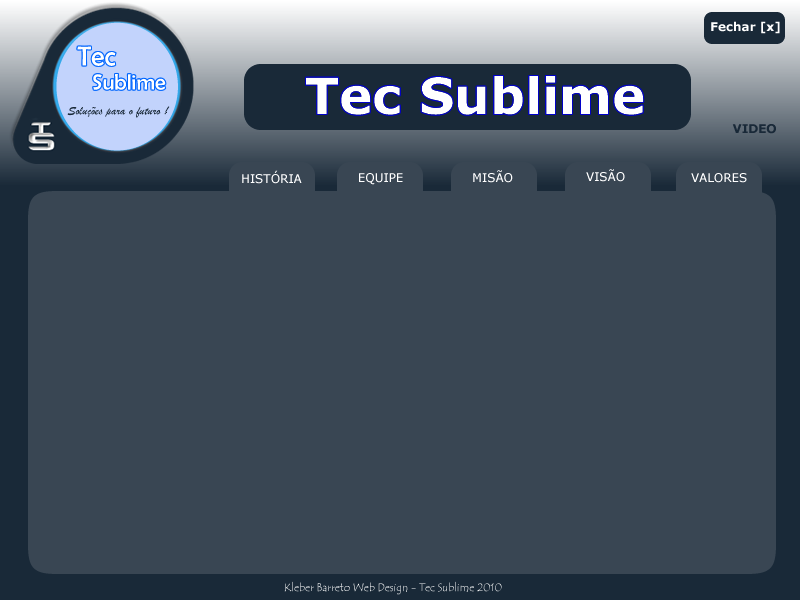 Tec
Sublime
Soluções para o futuro !
TS
Fechar [x]
Tec Sublime
VIDEO
HISTÓRIA
EQUIPE
MISÃO
VISÃO
VALORES
Kleber Barreto Web Design - Tec Sublime 2010